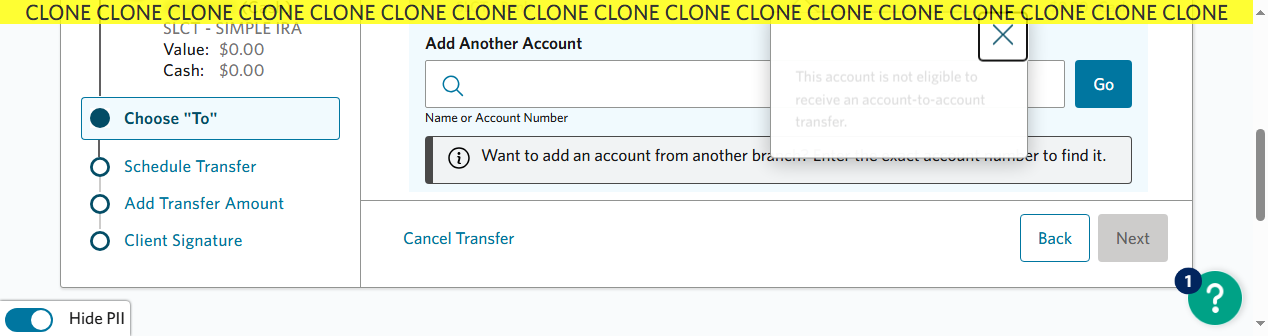 CLONE CLONE CLONE CLONE CLONE CLONE CLONE CLONE CLONE CLONE CLONE CLONE CLONE CLONE CLONE CLONE CLONE
SLCT - SIMPLE IRA
Value: $0.00
Cash: $0.00
Choose "To"
Schedule Transfer
Add Transfer Amount
Client Signature
Add Another Account
Go
Name or Account Number
This account is not eligible to
receive an account-to-account
transfer.
Want to add an account from another branch? Enter the exact account number to find it.
Cancel Transfer
Back
Next
1
?
Hide PII